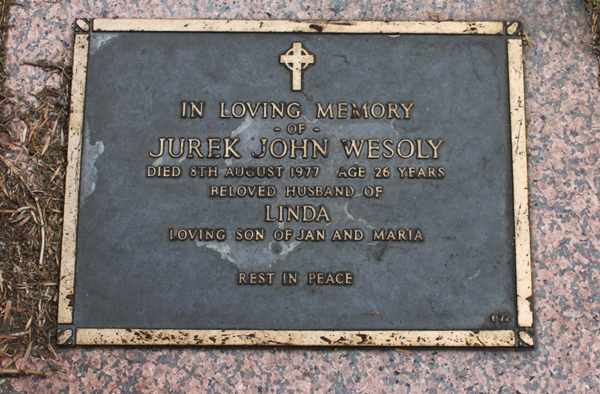 IN LOVING MEMORY
- OF -
JUREK JOHN WESOLY
DIED 8TH AUGUST 1977 AGE 26 YEARS
BELOVED HUSBAND OF
LINDA
LOVING SON OF JAN AND MARIA
REST IN PEACE